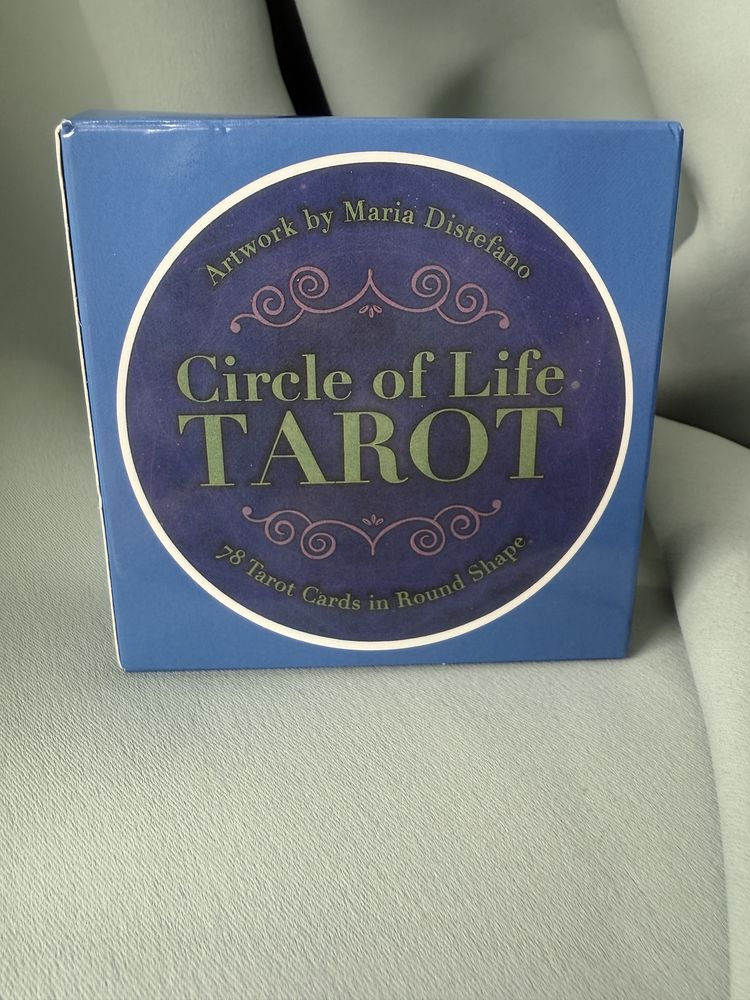 Artwork by Maria Distefano
Circle of Life
TAROT
78 Tarot Cards in Round Shape